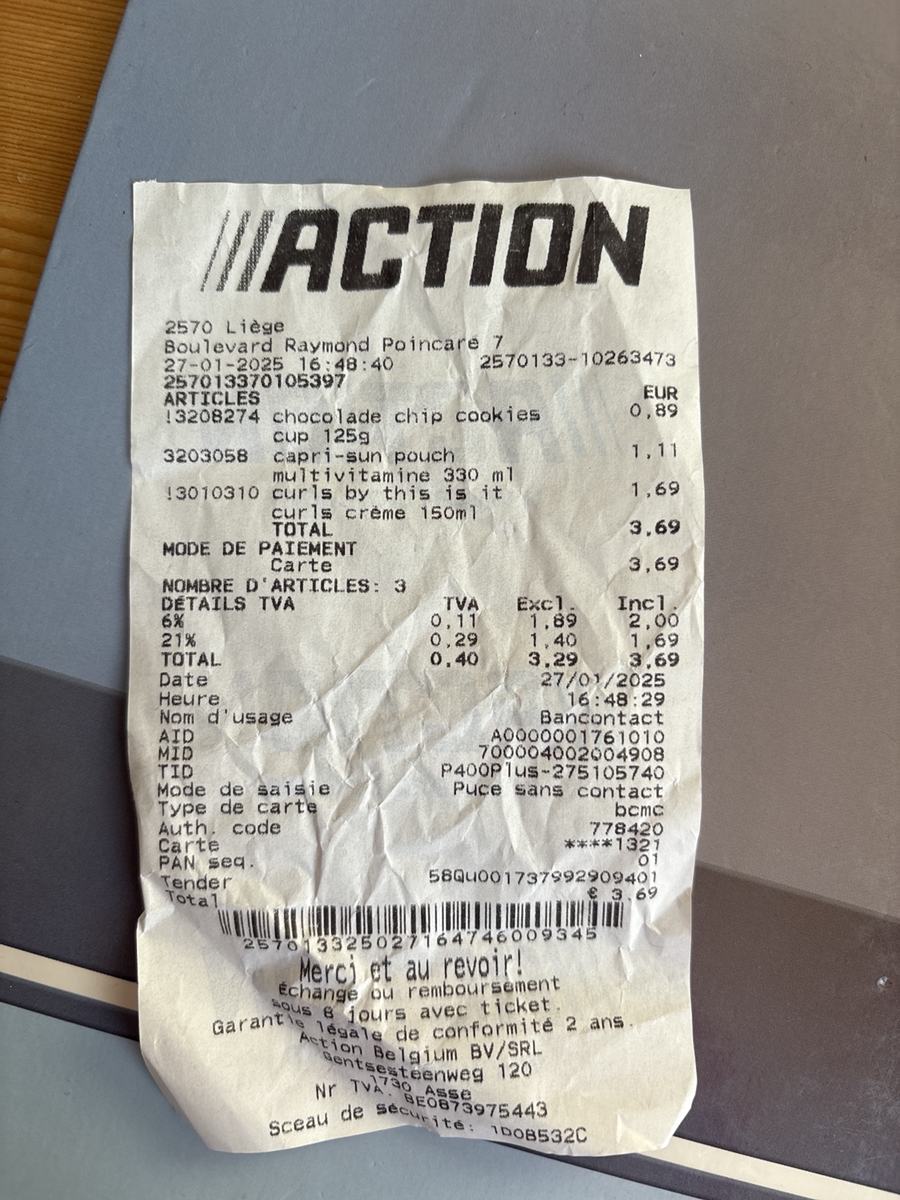 ///ACTION
2570 Liège
Boulevard Raymond Poincaré 7
27-01-2025 16:48:40 2570133-10263473
257013370105397
ARTICLES EUR
!3208274 chocolade chip cookies 0,89
cup 125g
3203058 capri-sun pouch 1,11
multivitamine 330 ml
!3010310 curls by this is it 1,69
curls crème 150ml
TOTAL 3,69
MODE DE PAIEMENT
Carte 3,69
NOMBRE D'ARTICLES: 3
DÉTAILS TVA TVA Excl. Incl.
6% 0,11 1,89 2,00
21% 0,29 1,40 1,69
TOTAL 0,40 3,29 3,69
Date 27/01/2025
Heure 16:48:29
Nom d'usage Bancontact
AID A0000001761010
MID 700004002004908
TID P400Plus-275105740
Mode de saisie Puce sans contact
Type de carte bcmc
Auth. code 778420
Carte ****1321
PAN seq. 01
Tender 58Qu001737992909401
Total € 3,69
257013325027164746009345
Merci et au revoir!
Échange ou remboursement
sous 8 jours avec ticket.
Garantie légale de conformité 2 ans.
Action Belgium BV/SRL
Gentsesteenweg 120
1730 Asse
Nr TVA: BE0873975443
Sceau de sécurité: 1D08532C